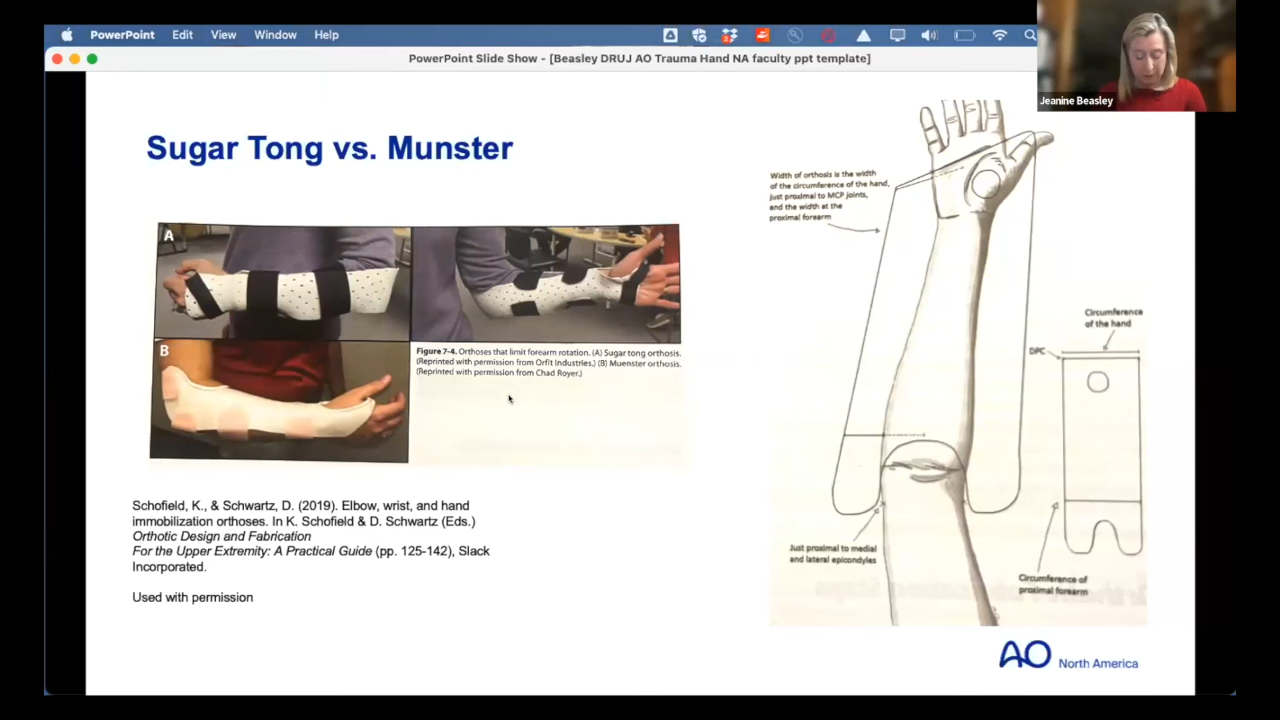 PowerPoint Edit View Window Help
PowerPoint Slide Show - [Beasley DRUJ AO Trauma Hand NA faculty ppt template]
Jeanine Beasley
Sugar Tong vs. Munster
A
B
Figure 7-4. Orthoses that limit forearm rotation. (A) Sugar tong orthosis.
(Reprinted with permission from Orfit Industries.) (B) Muenster orthosis.
(Reprinted with permission from Chad Royer.)
Schofield, K., & Schwartz, D. (2019). Elbow, wrist, and hand
immobilization orthoses. In K. Schofield & D. Schwartz (Eds.)
Orthotic Design and Fabrication
For the Upper Extremity: A Practical Guide (pp. 125-142), Slack
Incorporated.
Used with permission
Width of orthosis is the width
of the circumference of the hand,
just proximal to MCP joints,
and the width at the
proximal forearm
Circumference
of the hand
DPC
Just proximal to medial
and lateral epicondyles
Circumference of
proximal forearm
AO North America